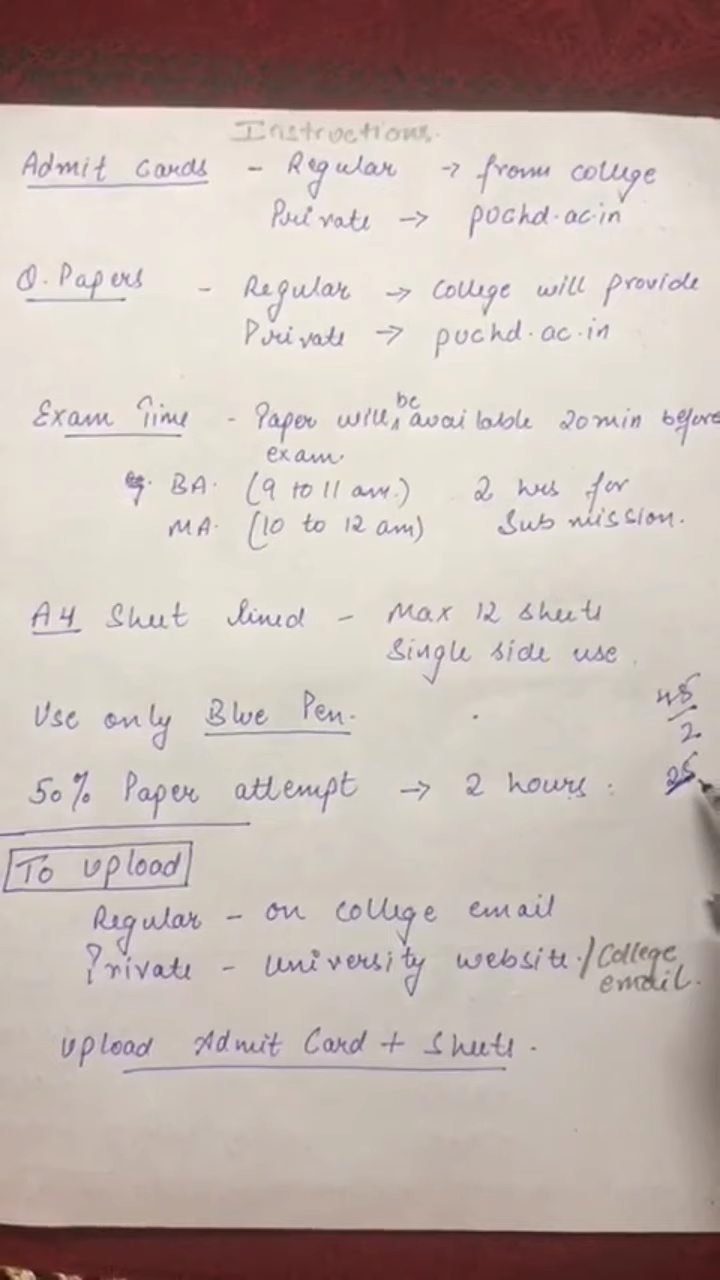 Instructions.
Admit Cards - Regular → from college
Private → puchd.ac.in
Q. Papers - Regular → college will provide
Private → puchd.ac.in
Exam Time - Paper will be available 20 min before
exam.
eg. BA. (9 to 11 am.) 2 hrs for
MA. (10 to 12 am) Submission.
A4 Sheet lined - Max 12 sheets
Single side use.
Use only Blue Pen.
50% Paper attempt → 2 hours.
2
To upload
Regular - on college email
Private - University website./College
email.
Upload Admit Card + Sheets.